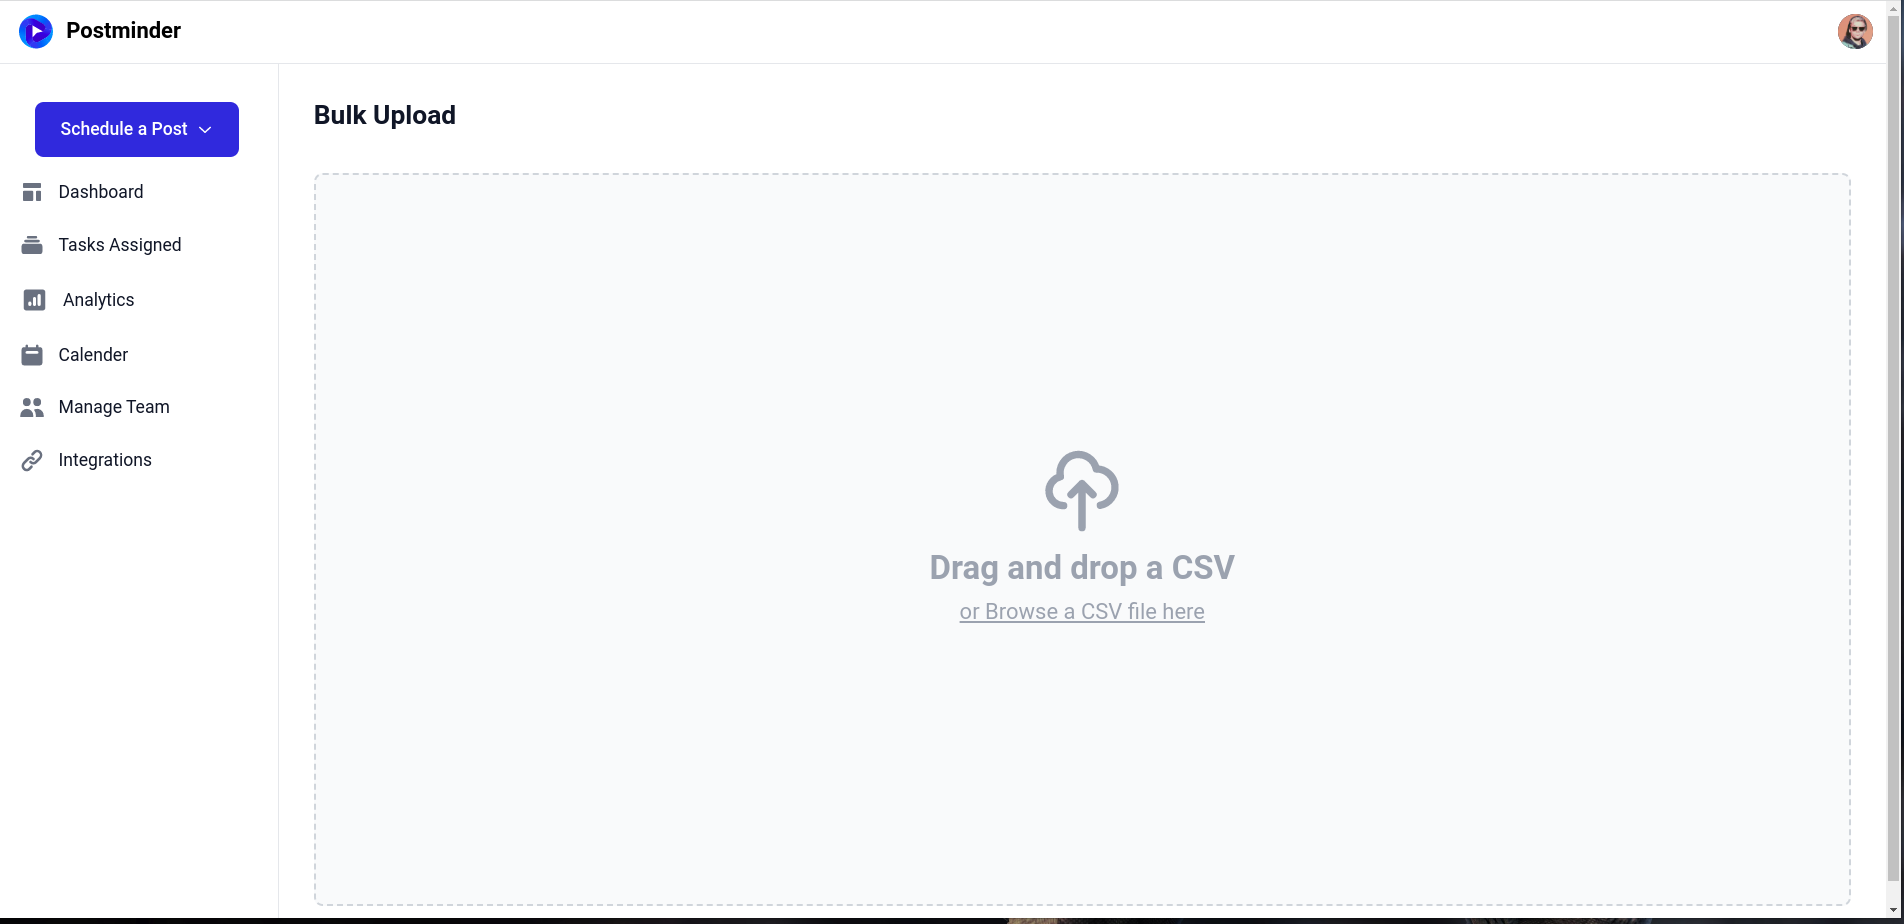 Postminder
Schedule a Post
Dashboard
Tasks Assigned
Analytics
Calender
Manage Team
Integrations
Bulk Upload
Drag and drop a CSV
or Browse a CSV file here